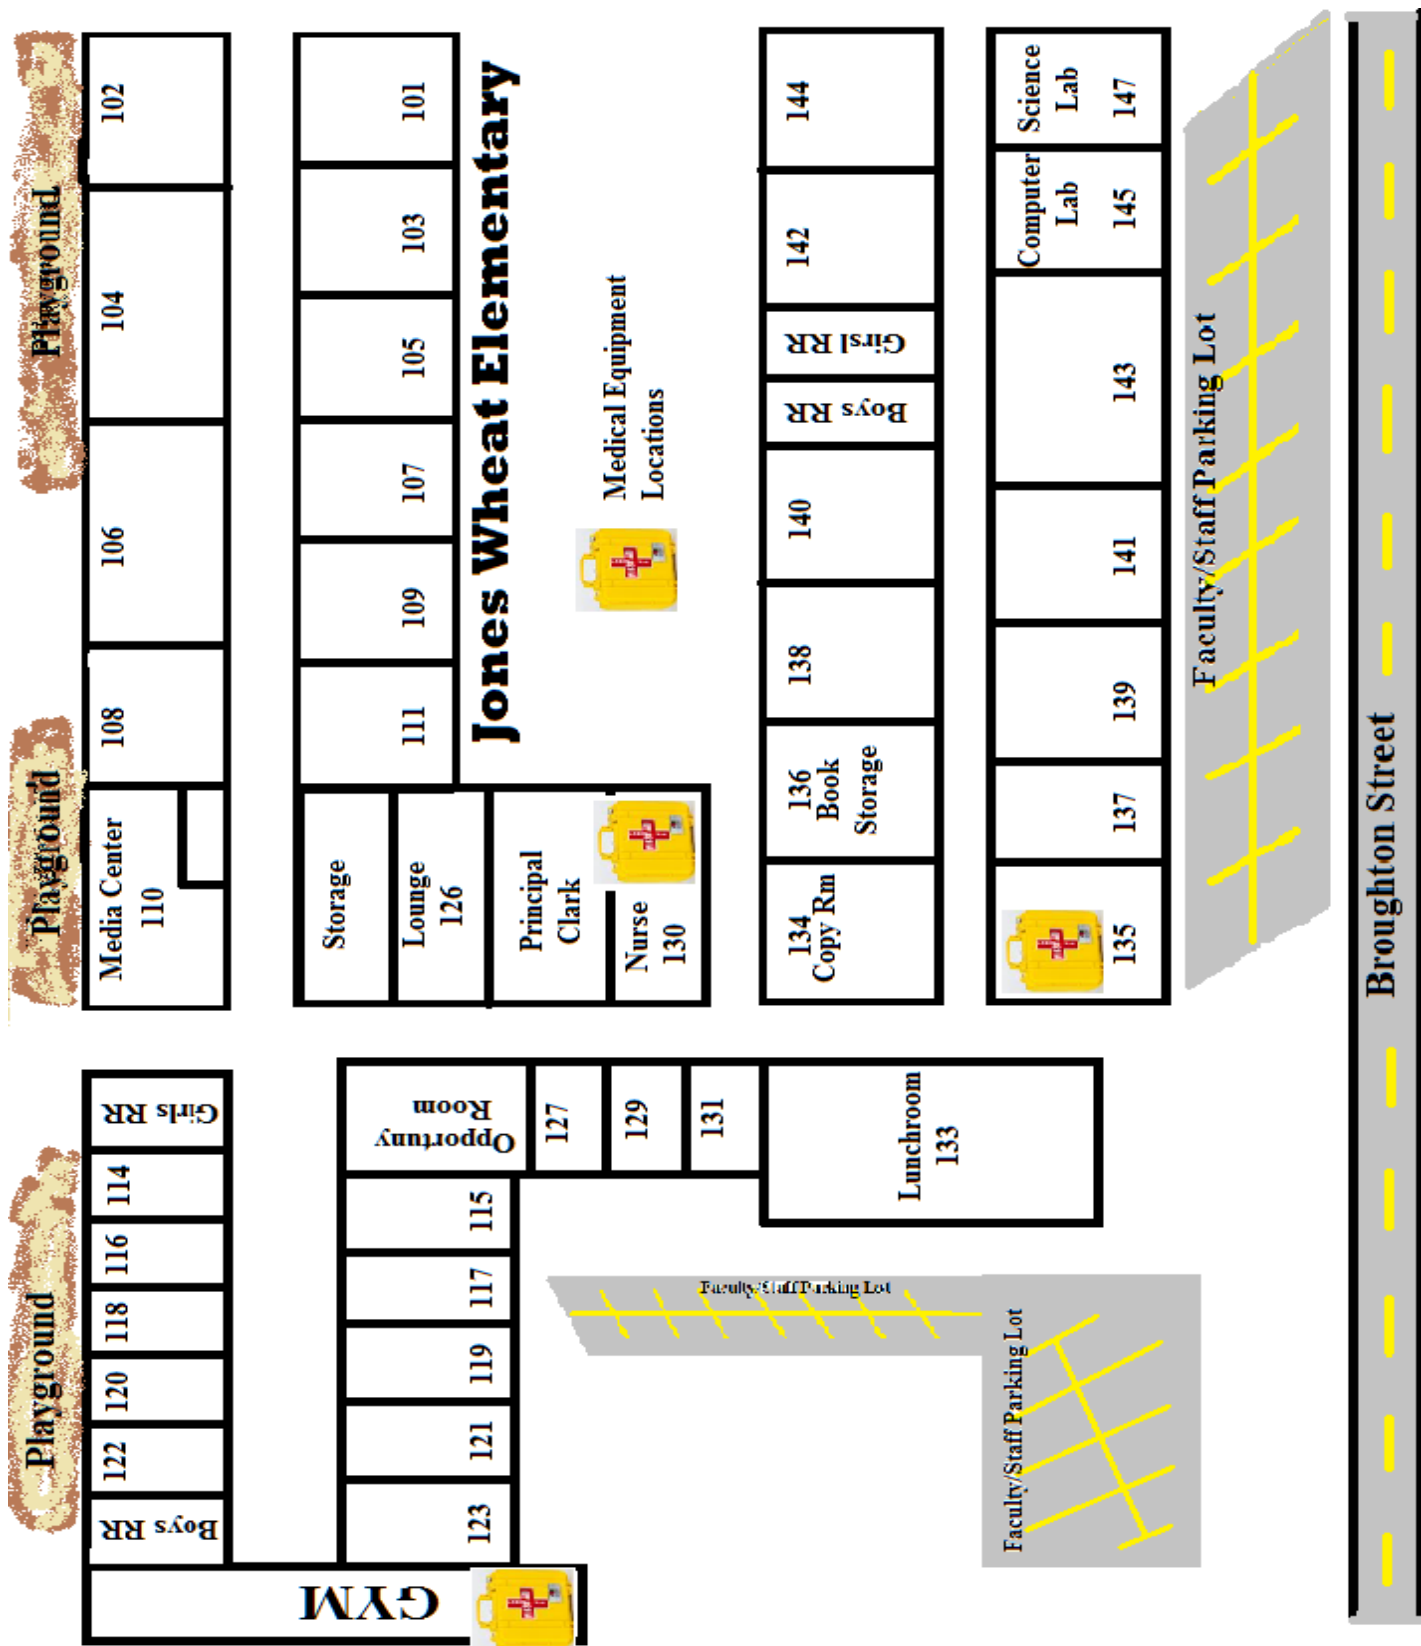 Playground
102
104
106
108
Playground
Media Center
110
Playground
Girls RR
114
116
118
120
122
Boys RR
GYM
101
103
105
107
109
111
Jones Wheat Elementary
Medical Equipment
Locations
Storage
Lounge
126
Principal
Clark
Nurse
130
Opportuny
Room
127
129
131
115
117
119
121
123
Lunchroom
133
144
142
Girsl RR
Boys RR
140
138
136
Book
Storage
134
Copy Rm
Science
Lab
147
Computer
Lab
145
143
141
139
137
135
Faculty/Staff Parking Lot
Faculty/Staff Parking Lot
Faculty/Staff Parking Lot
Broughton Street